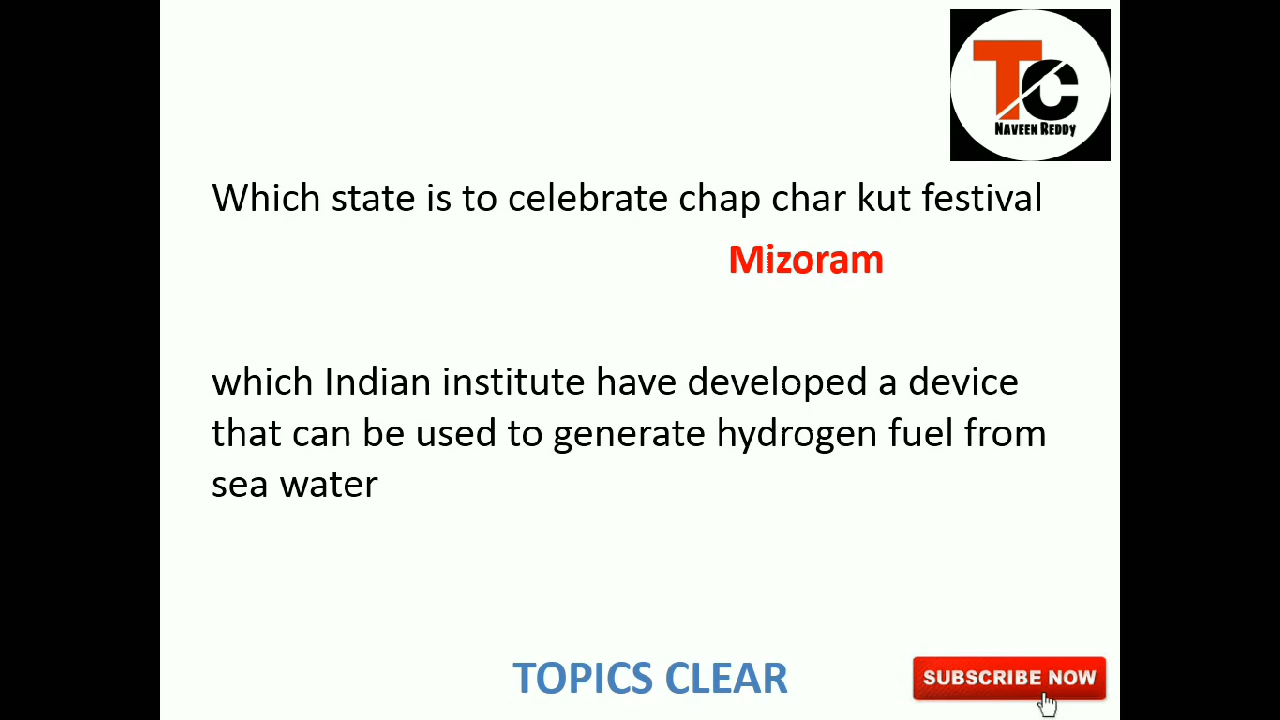 TC
NAVEEN REDDY
Which state is to celebrate chap char kut festival
Mizoram
which Indian institute have developed a device
that can be used to generate hydrogen fuel from
sea water
TOPICS CLEAR
SUBSCRIBE NOW